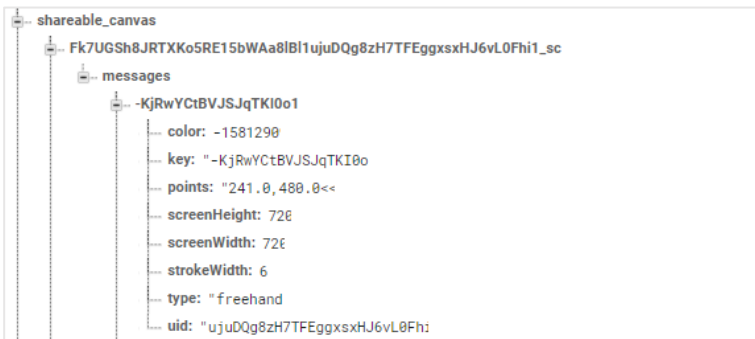 shareable_canvas
Fk7UGSh8JRTXKo5RE15bWAa8lBl1ujuDQg8zH7TFEggxsxHJ6vL0Fhi1_sc
messages
-KjRwYCtBVJSJqTKI0o1
color: -1581290
key: "-KjRwYCtBVJSJqTKI0o
points: "241.0,480.0<<
screenHeight: 720
screenWidth: 720
strokeWidth: 6
type: "freehand
uid: "ujuDQg8zH7TFEggxsxHJ6vL0Fhi